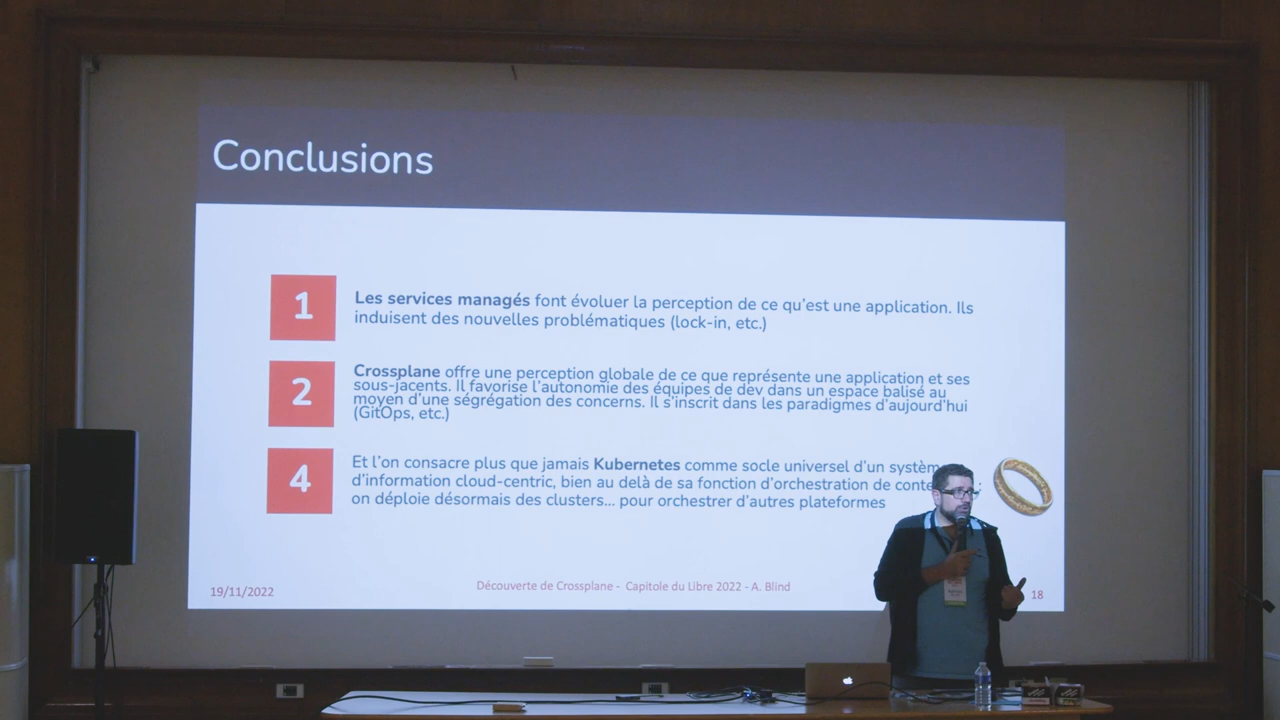 Conclusions
1
Les services managés font évoluer la perception de ce qu'est une application. Ils
induisent des nouvelles problématiques (lock-in, etc.)
2
Crossplane offre une perception globale de ce que représente une application et ses
sous-jacents. Il favorise l'autonomie des équipes de dev dans un espace balisé au
moyen d'une ségrégation des concerns. Il s'inscrit dans les paradigmes d'aujourd'hui
(GitOps, etc.)
4
Et l'on consacre plus que jamais Kubernetes comme socle universel d'un systèm
d'information cloud-centric, bien au delà de sa fonction d'orchestration de conte :
on déploie désormais des clusters... pour orchestrer d'autres plateformes
19/11/2022
Découverte de Crossplane - Capitole du Libre 2022 - A. Blind
18